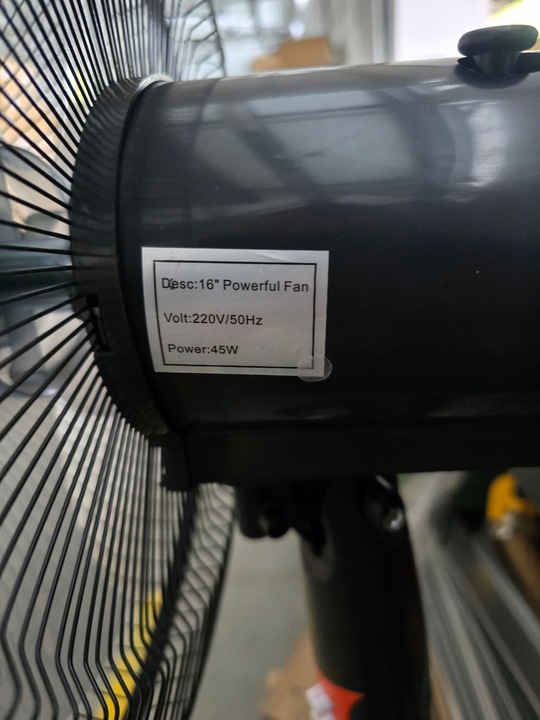 Desc:16" Powerful Fan
Volt:220V/50Hz
Power:45W